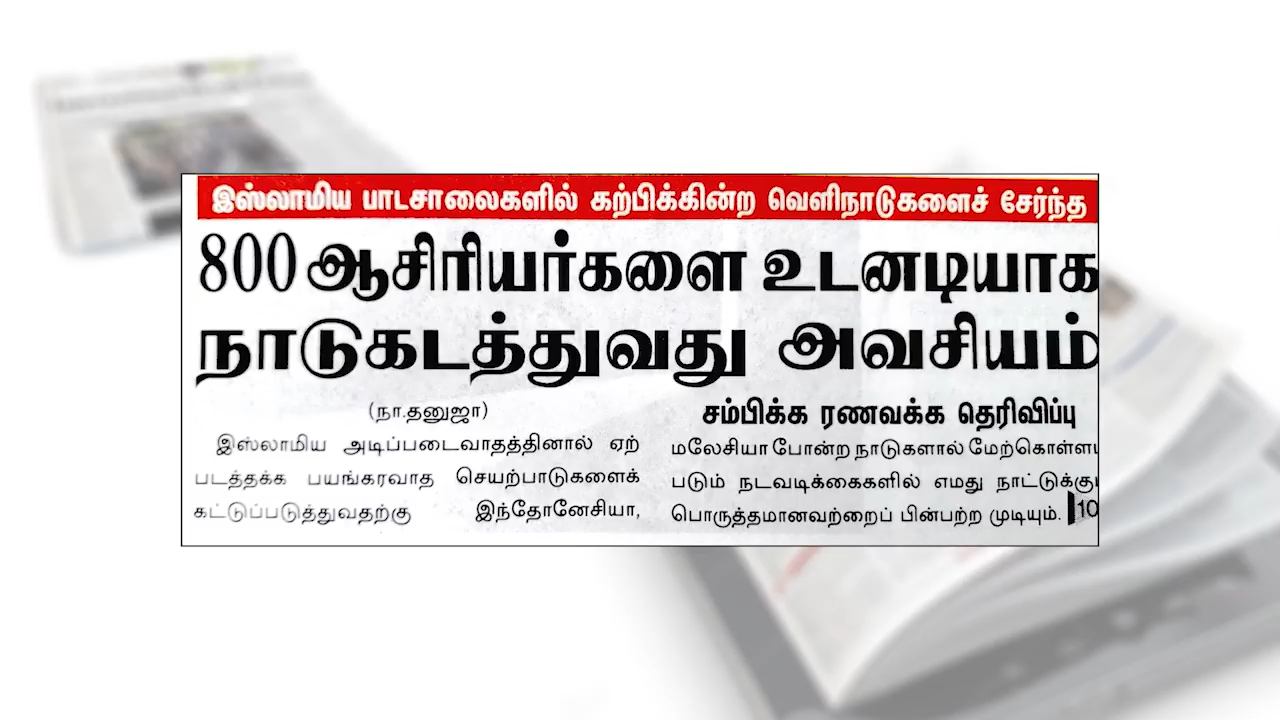 இஸ்லாமிய பாடசாலைகளில் கற்பிக்கின்ற வெளிநாடுகளைச் சேர்ந்த
800 ஆசிரியர்களை உடனடியாக
நாடுகடத்துவது அவசியம்
(நா.தனுஜா)
இஸ்லாமிய அடிப்படைவாதத்தினால் ஏற்
படத்தக்க பயங்கரவாத செயற்பாடுகளைக்
கட்டுப்படுத்துவதற்கு இந்தோனேசியா,
சம்பிக்க ரணவக்க தெரிவிப்பு
மலேசியா போன்ற நாடுகளால்
படும் நடவடிக்கைகளில் எமது
பொருத்தமானவற்றைப் பின்பற்ற முடியும். 10